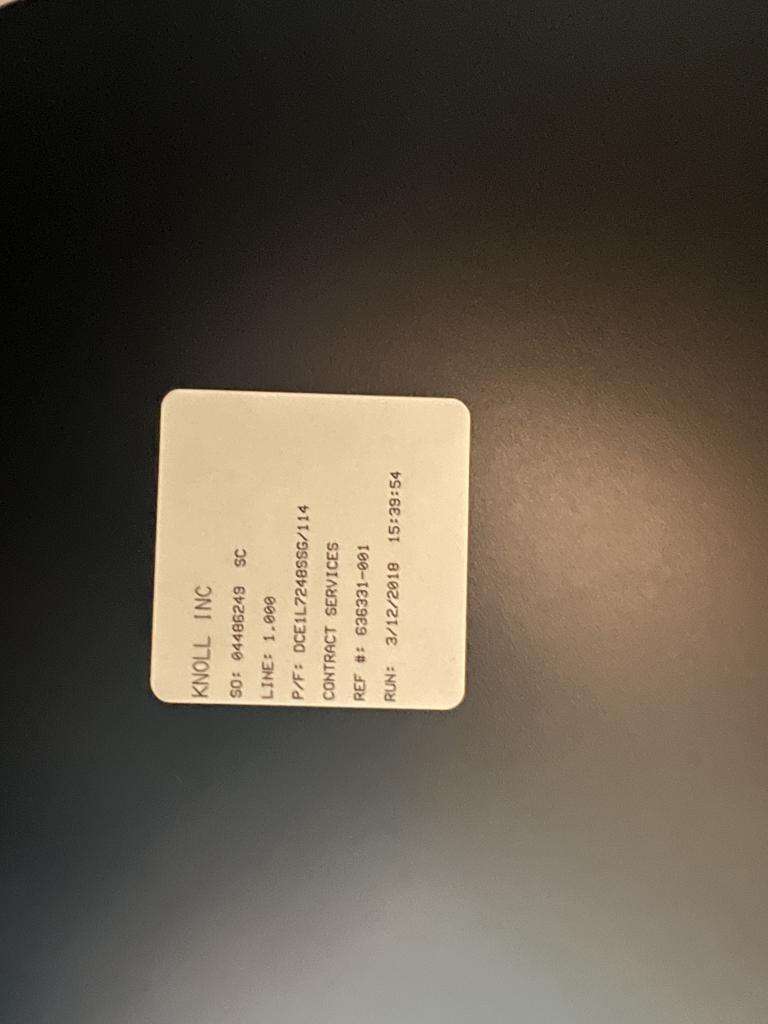 KNOLL INC
SO: 04486249 SC
LINE: 1.000
P/F: DCE1L7248SSG/114
CONTRACT SERVICES
REF #: 636331-001
RUN: 3/12/2018 15:39:54